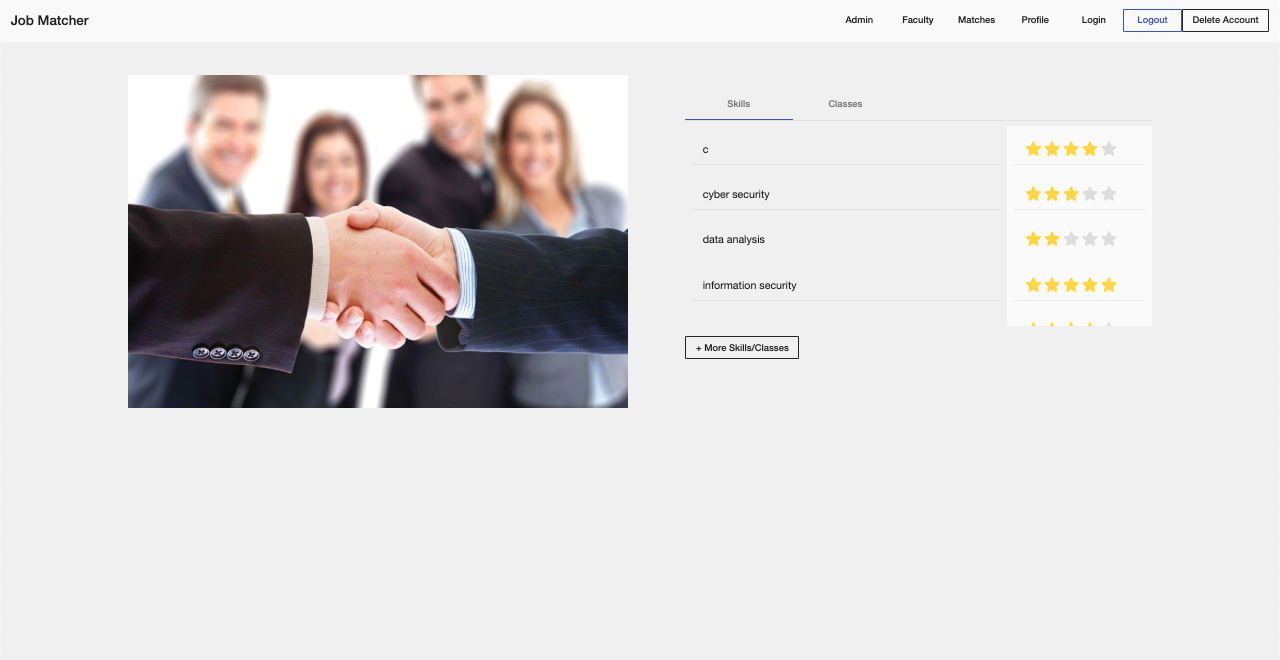 Job Matcher
Admin Faculty Matches Profile Login Logout Delete Account
Skills Classes
c
cyber security
data analysis
information security
+ More Skills/Classes